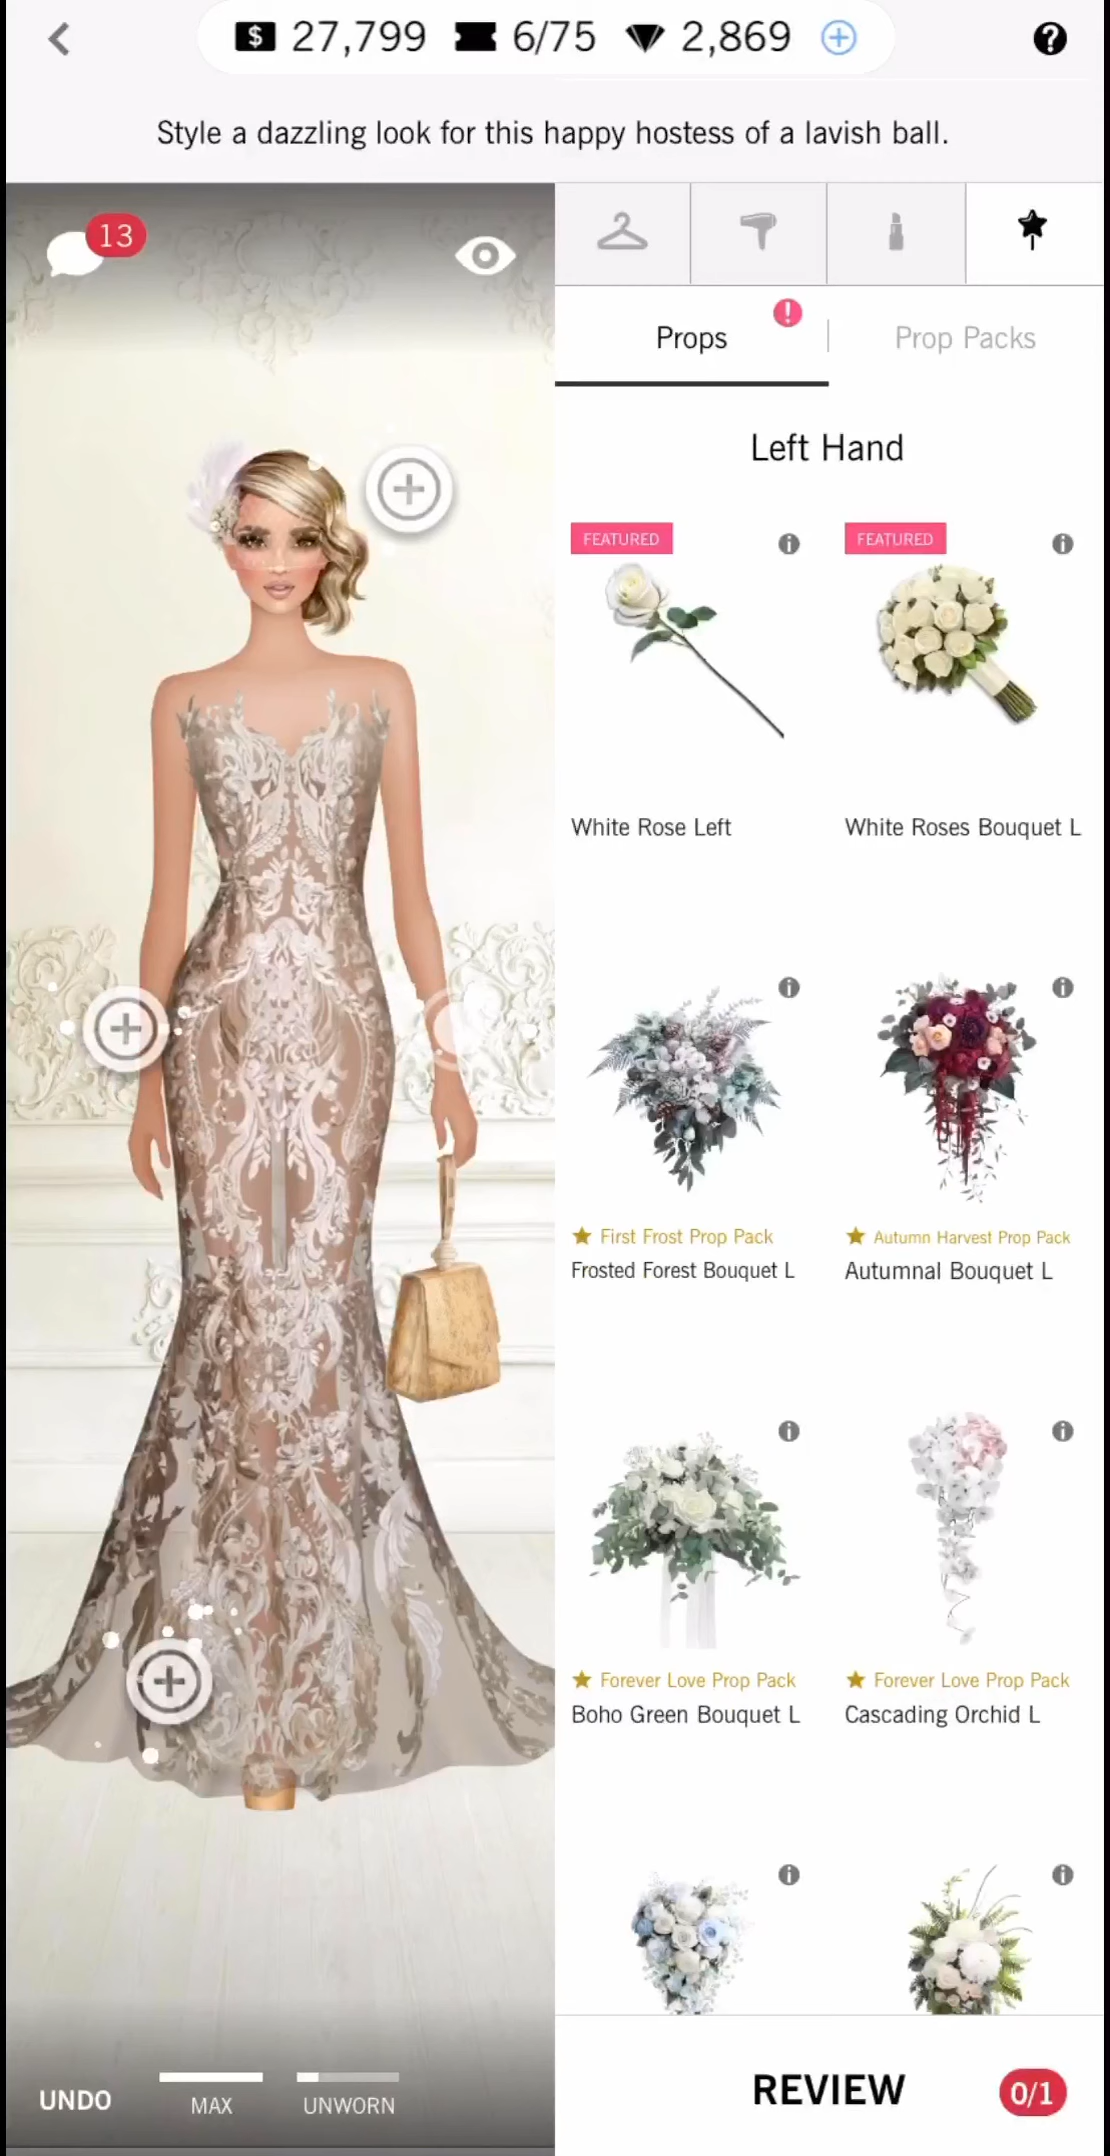 $ 27,799 6/75 2,869 + ?
Style a dazzling look for this happy hostess of a lavish ball.
13
!
Props
Prop Packs
Left Hand
FEATURED
FEATURED
White Rose Left
White Roses Bouquet L
★ First Frost Prop Pack
Frosted Forest Bouquet L
★ Autumn Harvest Prop Pack
Autumnal Bouquet L
★ Forever Love Prop Pack
Boho Green Bouquet L
★ Forever Love Prop Pack
Cascading Orchid L
UNDO
MAX
UNWORN
REVIEW
0/1